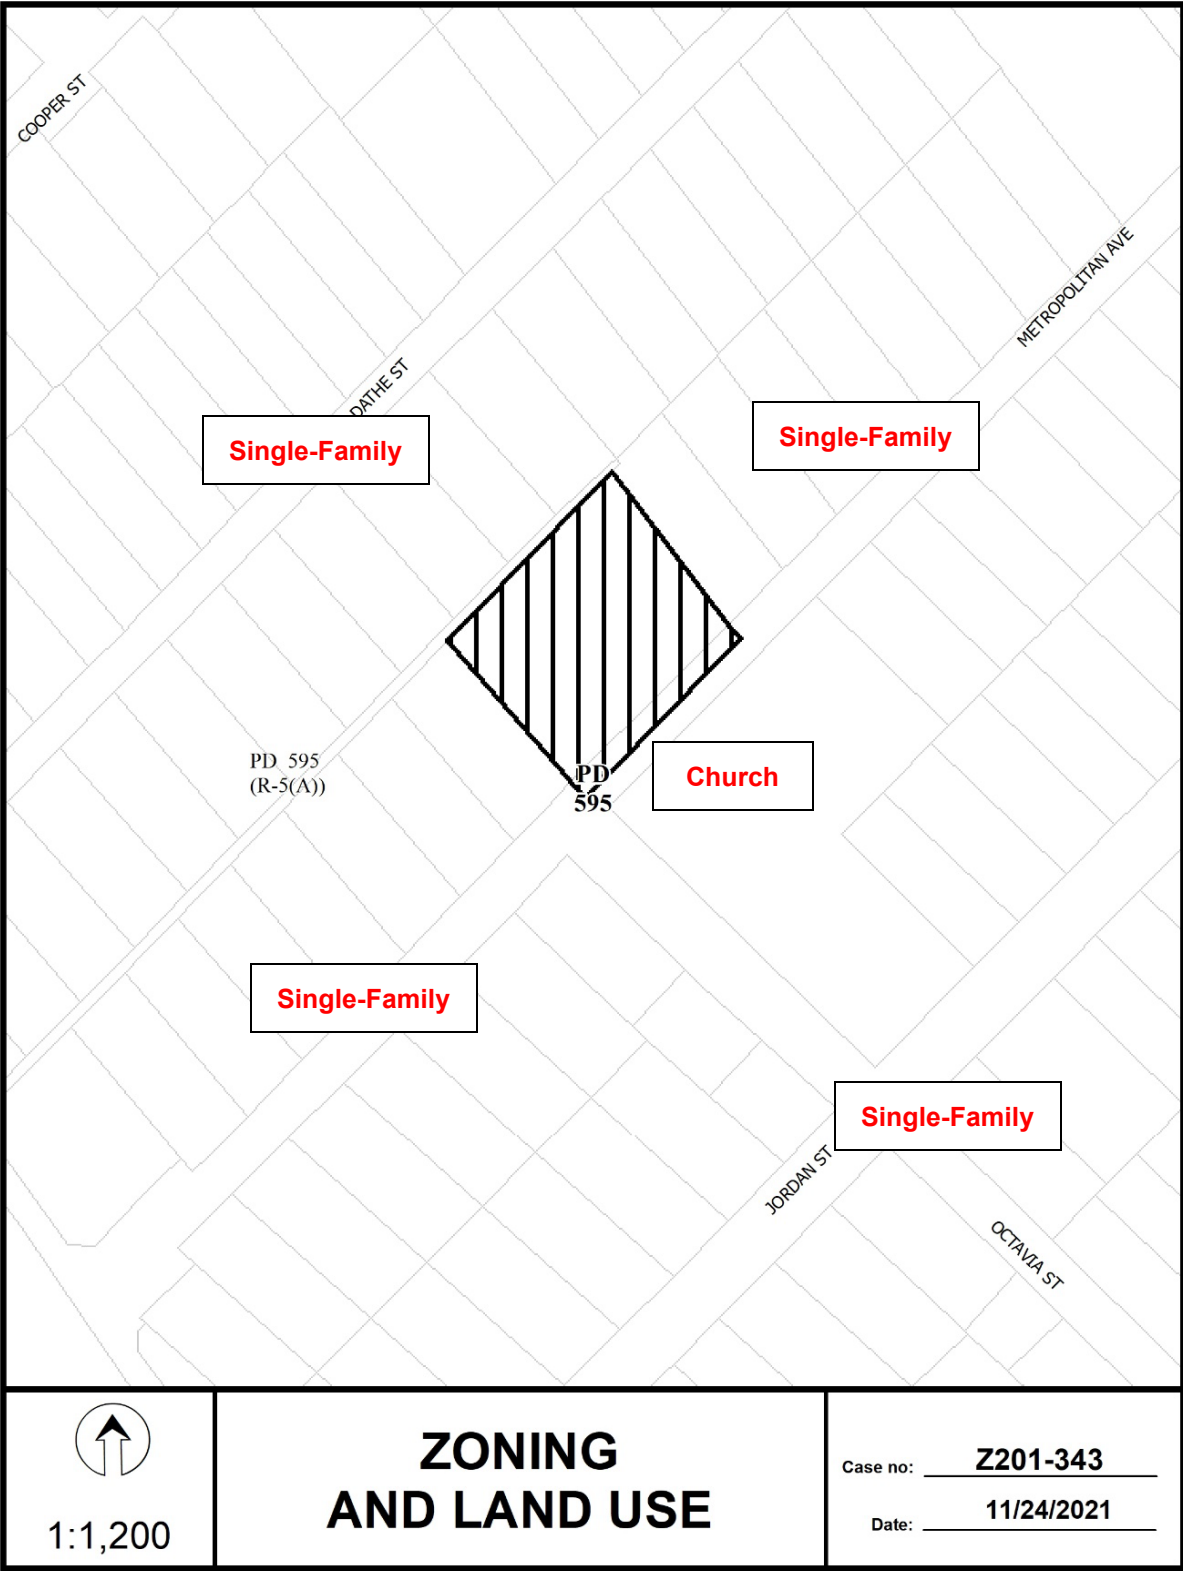 COOPER ST
METROPOLITAN AVE
DATHE ST
Single-Family
Single-Family
PD 595
(R-5(A))
PD
595
Church
Single-Family
Single-Family
JORDAN ST
OCTAVIA ST
1:1,200
ZONING
AND LAND USE
Case no: Z201-343
Date: 11/24/2021